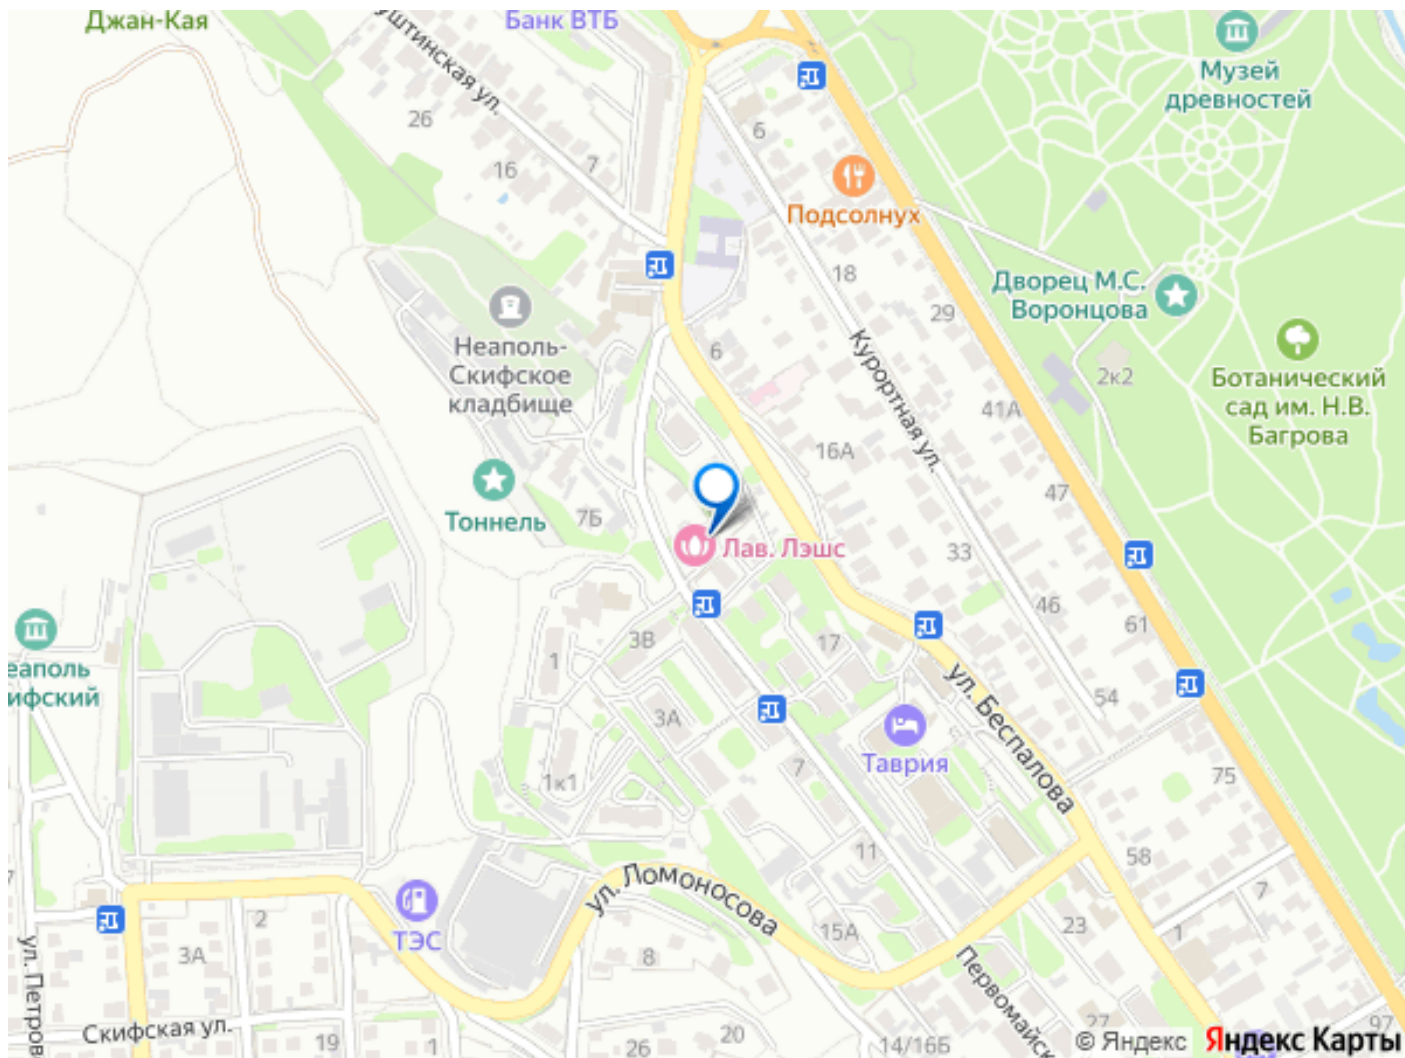 Джан-Кая
Банк ВТБ
уштинская ул.
Музей
древностей
26
6
16
7
Подсолнух
18
Дворец М.С.
Воронцова
29
Неаполь-
Скифское
кладбище
6
Курортная ул.
2к2
Ботанический
сад им. Н.В.
Багрова
41А
16А
47
Тоннель
7Б
Лав. Лэшс
33
46
61
17
3В
1
еаполь
ифский
54
ул. Беспалова
3А
Таврия
75
7
1к1
58
11
7
ул. Ломоносова
ТЭС
2
3А
15А
23
1
8
ул. Петров
Первомайск
Скифская ул.
19
1
26
20
14/16Б
27
97
© Яндекс
Яндекс Карты